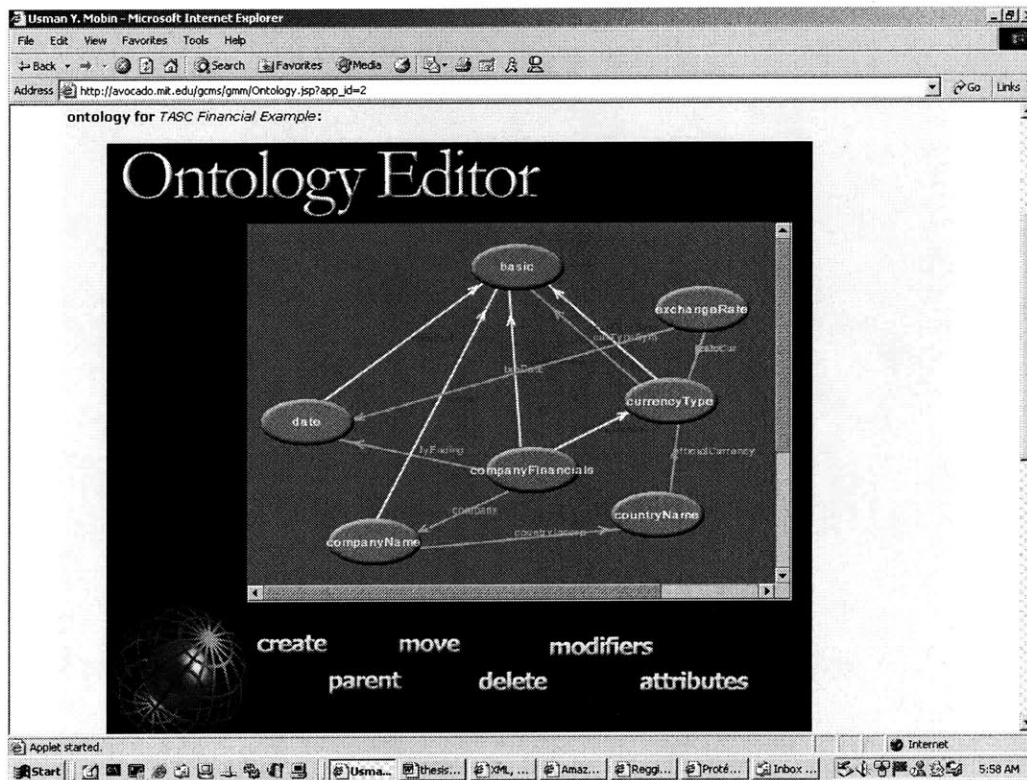 Usman Y. Mobin - Microsoft Internet Explorer
File Edit View Favorites Tools Help
Back Search Favorites Media
Address http://avocado.mit.edu/gcms/gmm/Ontology.jsp?app_id=2 Go Links
ontology for TASC Financial Example:
Ontology Editor
basic
exchangeRate
date
currencyType
companyFinancials
officialCurrency
company
countryName
companyName
create move modifiers
parent delete attributes
Applet started. Internet
Start Usma... thesis... XML, ... Amaz... Reggi... Proté... Inbox ... 5:58 AM